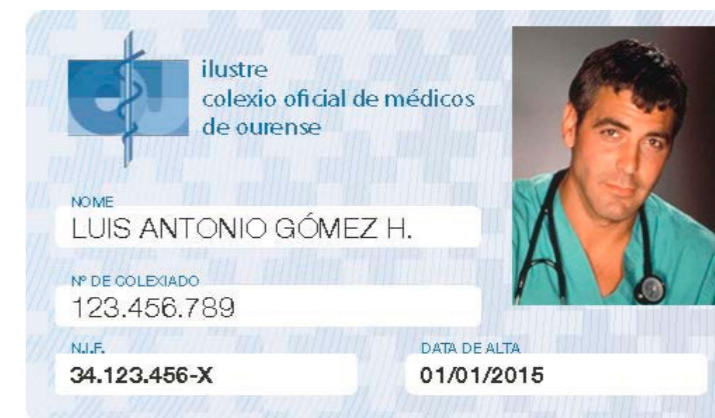 ilustre
colexio oficial de médicos
de ourense
NOME
LUIS ANTONIO GÓMEZ H.
Nº DE COLEXIADO
123.456.789
N.I.F.
34.123.456-X
DATA DE ALTA
01/01/2015